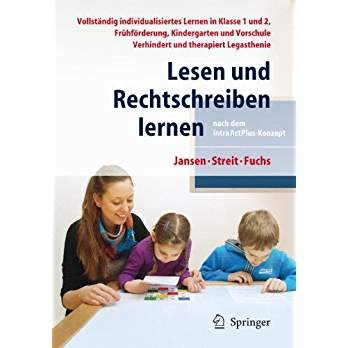 Vollständig individualisiertes Lernen in Klasse 1 und 2,
Frühförderung, Kindergarten und Vorschule
Verhindert und therapiert Legasthenie
Lesen und
Rechtschreiben
lernen
nach dem
IntraActPlus-Konzept
Jansen · Streit · Fuchs
Springer